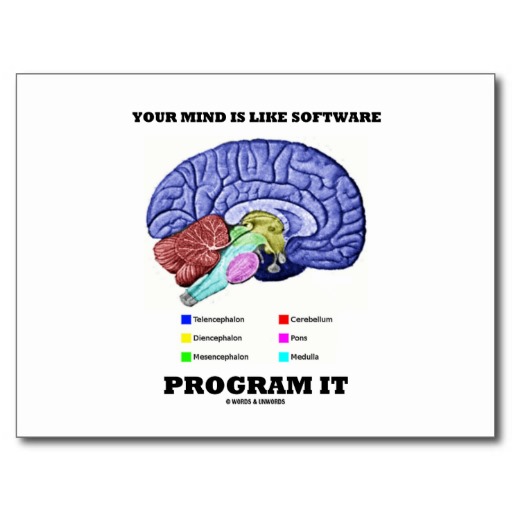 YOUR MIND IS LIKE SOFTWARE
Telencephalon
Cerebellum
Diencephalon
Pons
Mesencephalon
Medulla
PROGRAM IT
© WORDS & UNWORDS